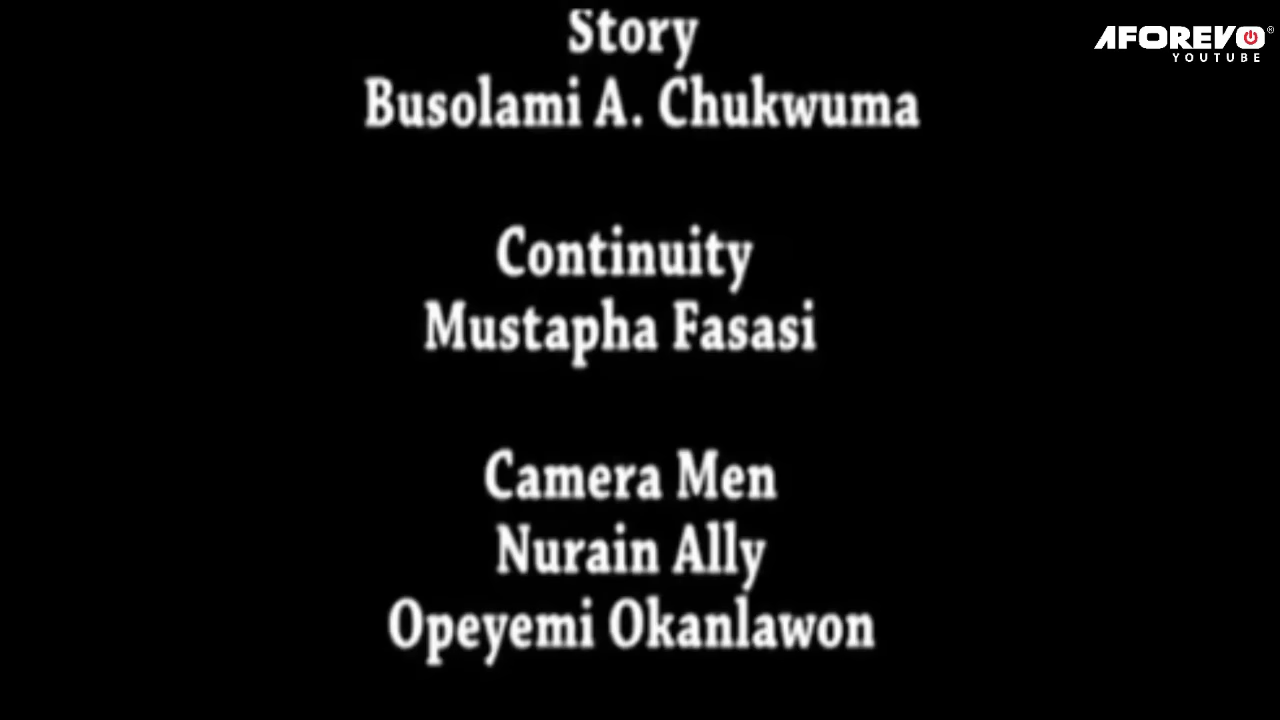 Story
AFOREVO®
YOUTUBE
Busolami A. Chukwuma
Continuity
Mustapha Fasasi
Camera Men
Nurain Ally
Opeyemi Okanlawon